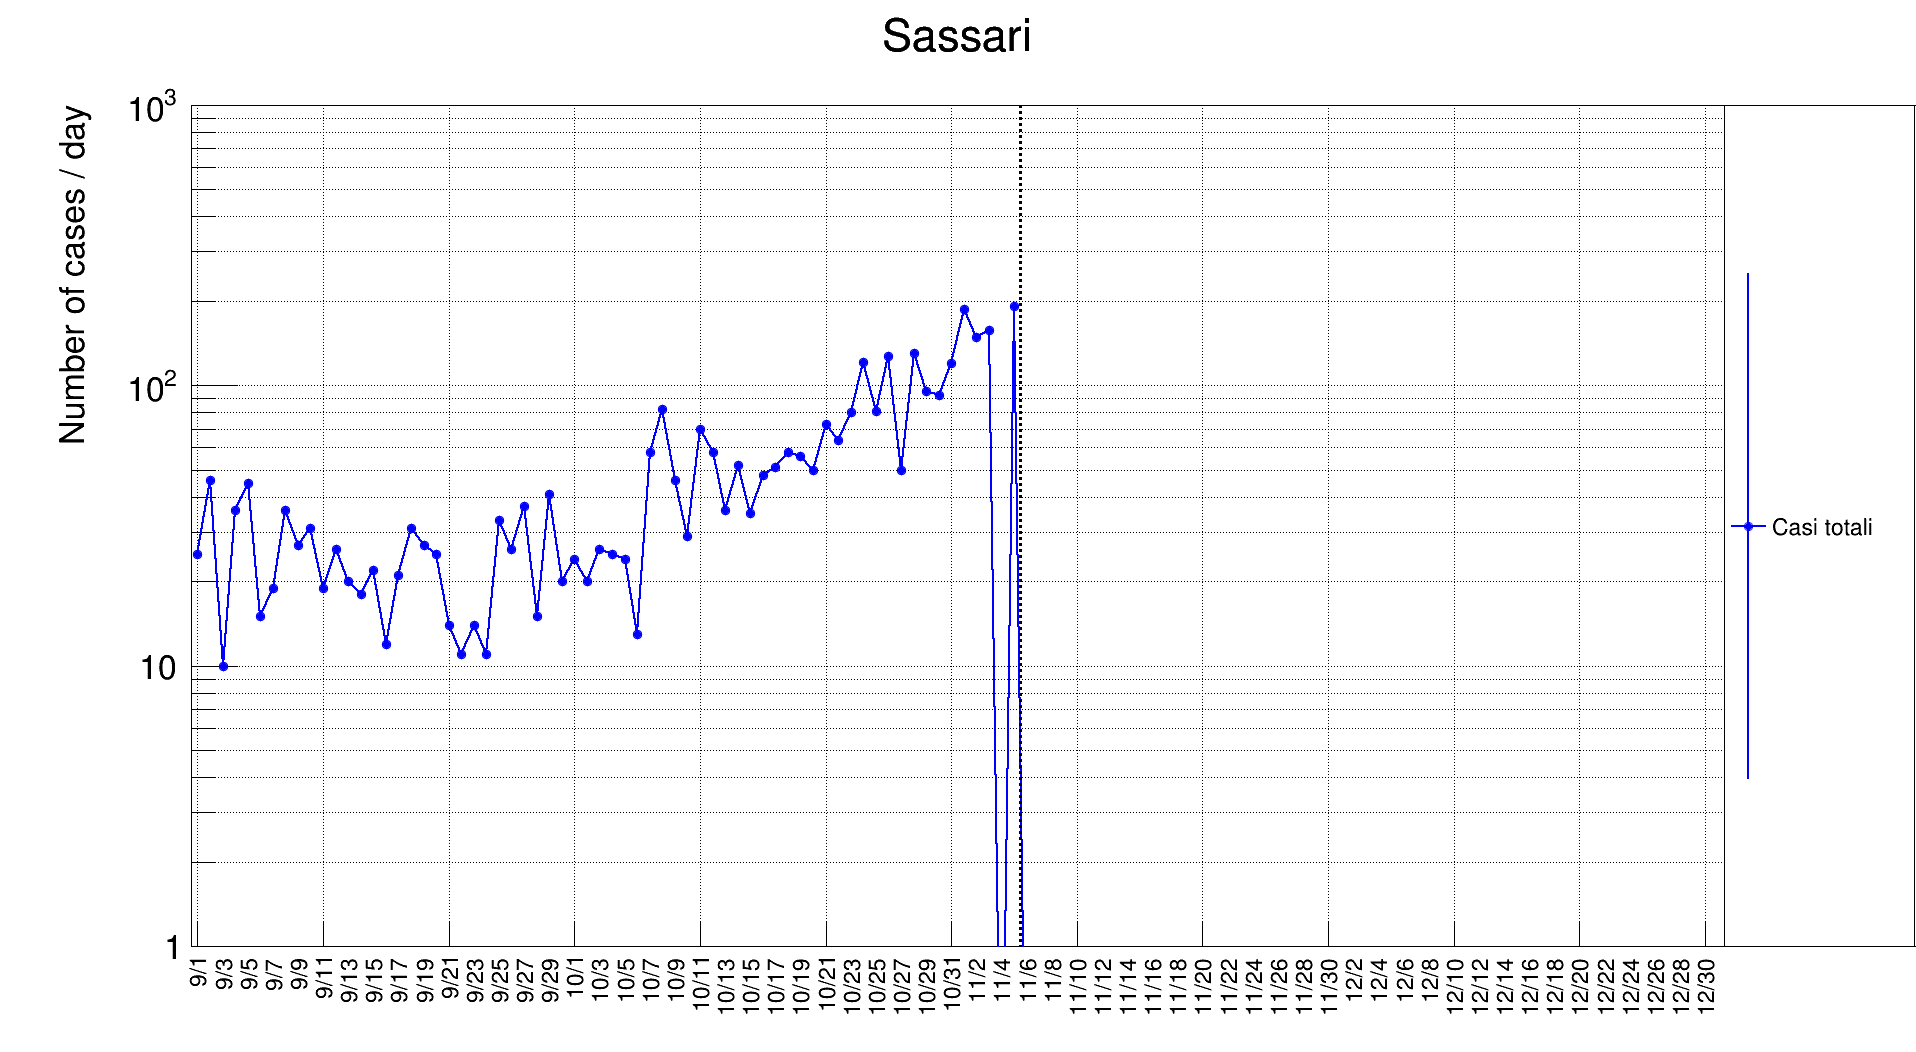 Sassari
Number of cases / day
10³
10²
10
1
9/1 9/3 9/5 9/7 9/9 9/11 9/13 9/15 9/17 9/19 9/21 9/23 9/25 9/27 9/29 10/1 10/3 10/5 10/7 10/9 10/11 10/13 10/15 10/17 10/19 10/21 10/23 10/25 10/27 10/29 10/31 11/2 11/4 11/6 11/8 11/10 11/12 11/14 11/16 11/18 11/20 11/22 11/24 11/26 11/28 11/30 12/2 12/4 12/6 12/8 12/10 12/12 12/14 12/16 12/18 12/20 12/22 12/24 12/26 12/28 12/30
Casi totali